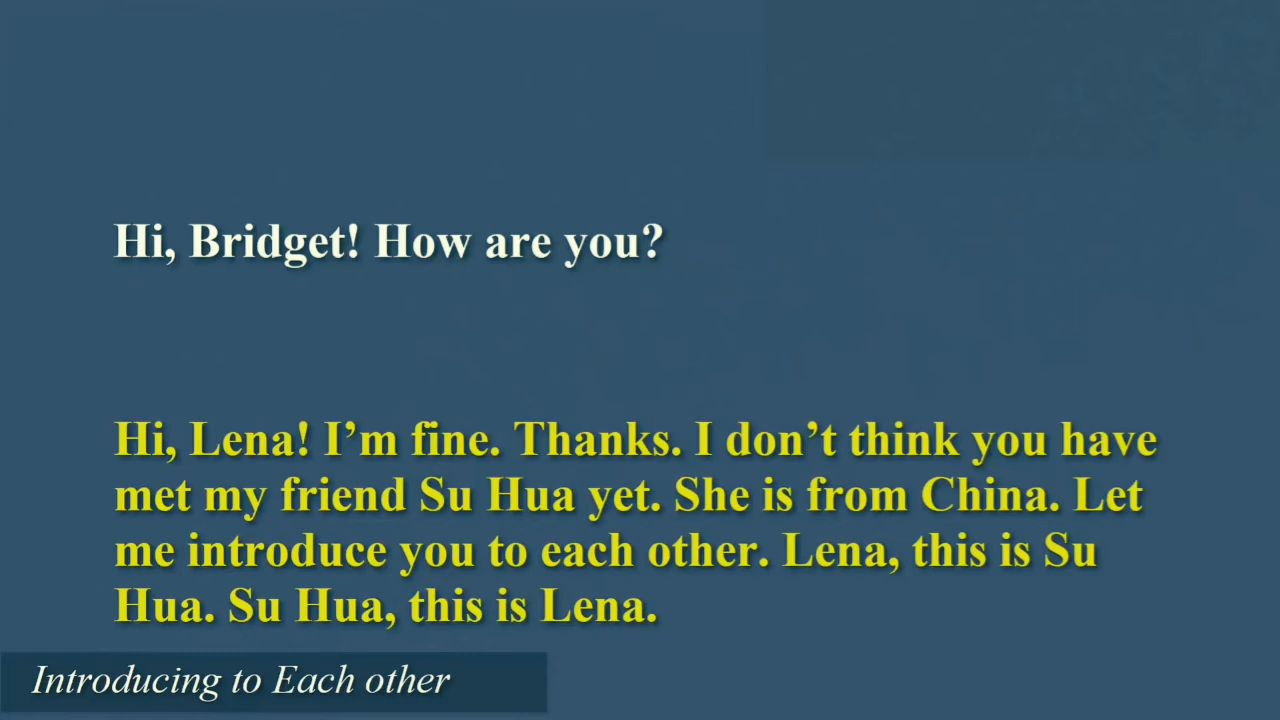 Hi, Bridget! How are you?
Hi, Lena! I’m fine. Thanks. I don’t think you have
met my friend Su Hua yet. She is from China. Let
me introduce you to each other. Lena, this is Su
Hua. Su Hua, this is Lena.
Introducing to Each other